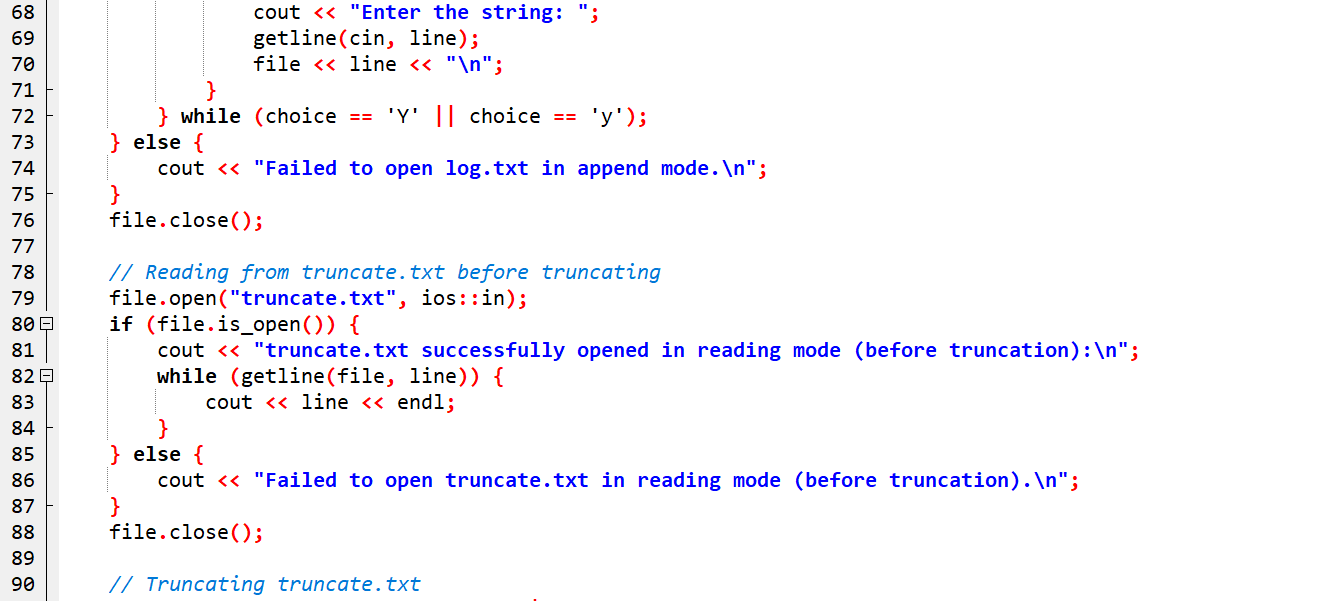 68 cout << "Enter the string: ";
69 getline(cin, line);
70 file << line << "\n";
71 }
72 } while (choice == 'Y' || choice == 'y');
73 } else {
74 cout << "Failed to open log.txt in append mode.\n";
75 }
76 file.close();
77
78 // Reading from truncate.txt before truncating
79 file.open("truncate.txt", ios::in);
80 if (file.is_open()) {
81 cout << "truncate.txt successfully opened in reading mode (before truncation):\n";
82 while (getline(file, line)) {
83 cout << line << endl;
84 }
85 } else {
86 cout << "Failed to open truncate.txt in reading mode (before truncation).\n";
87 }
88 file.close();
89
90 // Truncating truncate.txt